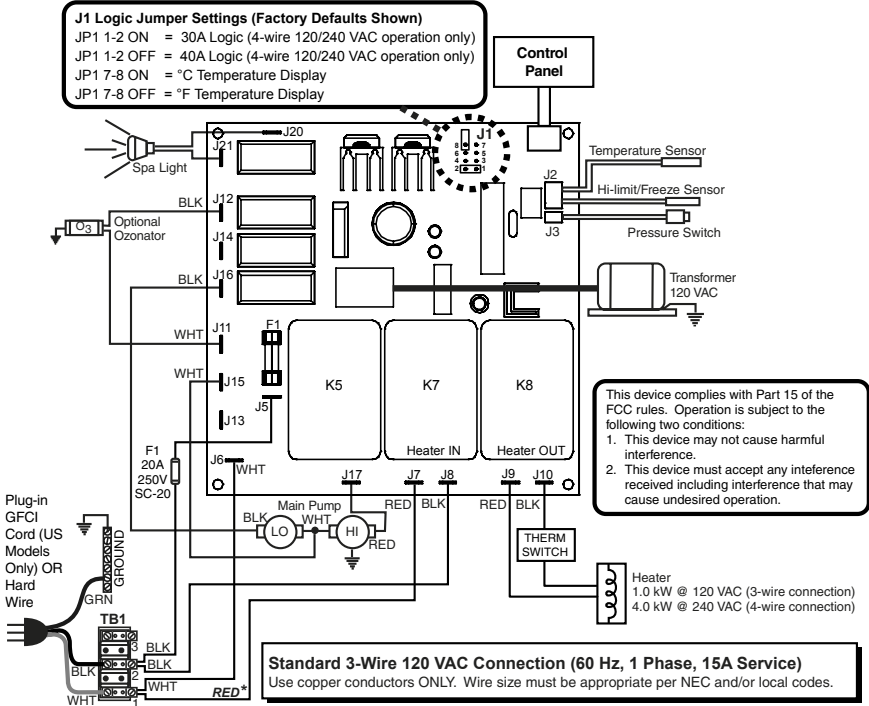 J1 Logic Jumper Settings (Factory Defaults Shown)
JP1 1-2 ON = 30A Logic (4-wire 120/240 VAC operation only)
JP1 1-2 OFF = 40A Logic (4-wire 120/240 VAC operation only)
JP1 7-8 ON = °C Temperature Display
JP1 7-8 OFF = °F Temperature Display
Control
Panel
J20
J21
Spa Light
J1
8 7
6 5
4 3
2 1
Temperature Sensor
J2
Hi-limit/Freeze Sensor
J3
Pressure Switch
BLK
J12
O3
Optional
Ozonator
J14
BLK
J16
Transformer
120 VAC
WHT
J11
F1
WHT
J15
J5
J13
K5
K7
K8
Heater IN
Heater OUT
This device complies with Part 15 of the
FCC rules. Operation is subject to the
following two conditions:
1. This device may not cause harmful
interference.
2. This device must accept any inteference
received including interference that may
cause undesired operation.
F1
20A
250V
SC-20
J6
WHT
J17
J7
J8
J9
J10
Main Pump
BLK
LO
WHT
HI
RED
RED
BLK
RED
BLK
THERM
SWITCH
Heater
1.0 kW @ 120 VAC (3-wire connection)
4.0 kW @ 240 VAC (4-wire connection)
Plug-in
GFCI
Cord (US
Models
Only) OR
Hard
Wire
GROUND
GRN
TB1
3
BLK
BLK
BLK
2
WHT
RED*
WHT
1
Standard 3-Wire 120 VAC Connection (60 Hz, 1 Phase, 15A Service)
Use copper conductors ONLY. Wire size must be appropriate per NEC and/or local codes.